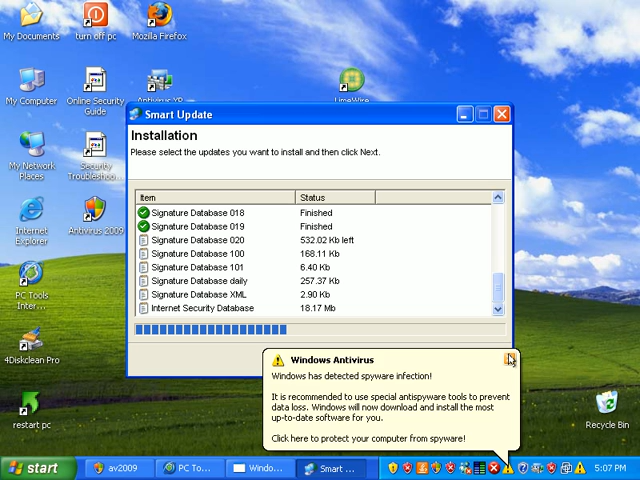 My Documents
turn off pc
Mozilla Firefox
My Computer
Online Security
Guide
Antivirus XP
LimeWire
Smart Update
Installation
Please select the updates you want to install and then click Next.
My Network
Places
Security
Troubleshoo...
Item Status
Signature Database 018 Finished
Signature Database 019 Finished
Signature Database 020 532.02 Kb left
Signature Database 100 168.11 Kb
Signature Database 101 6.40 Kb
Signature Database daily 257.37 Kb
Signature Database XML 2.90 Kb
Internet Security Database 18.17 Mb
Internet
Explorer
Antivirus 2009
PC Tools
Inter...
4Diskclean Pro
restart pc
Recycle Bin
Windows Antivirus
Windows has detected spyware infection!
It is recommended to use special antispyware tools to prevent
data loss. Windows will now download and install the most
up-to-date software for you.
Click here to protect your computer from spyware!
start
av2009
PC To...
Windo...
Smart ...
5:07 PM